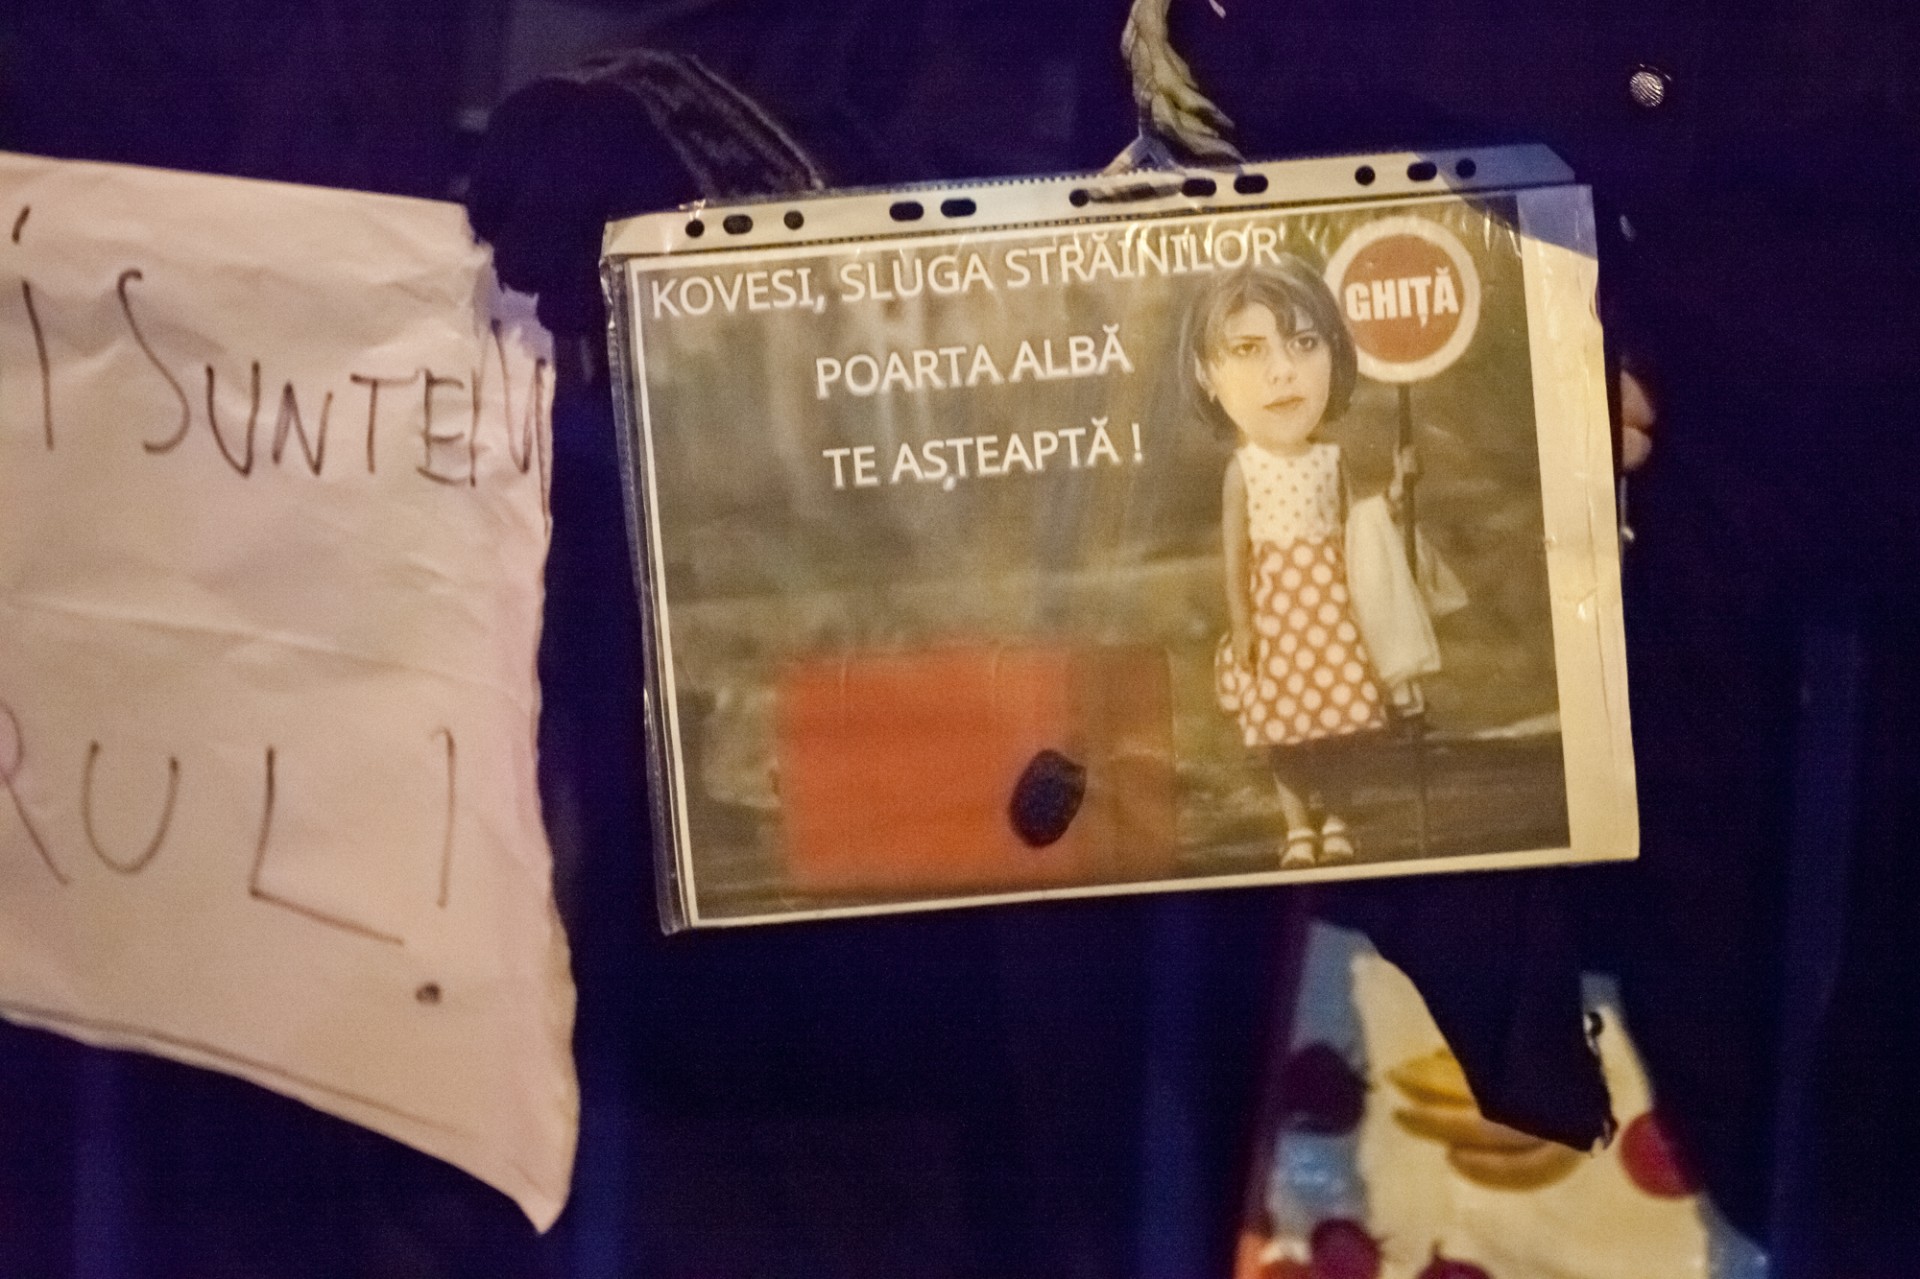 I SUNTEM
RUL!
KOVESI, SLUGA STRĂINILOR
GHIȚĂ
POARTA ALBĂ
TE AȘTEAPTĂ !